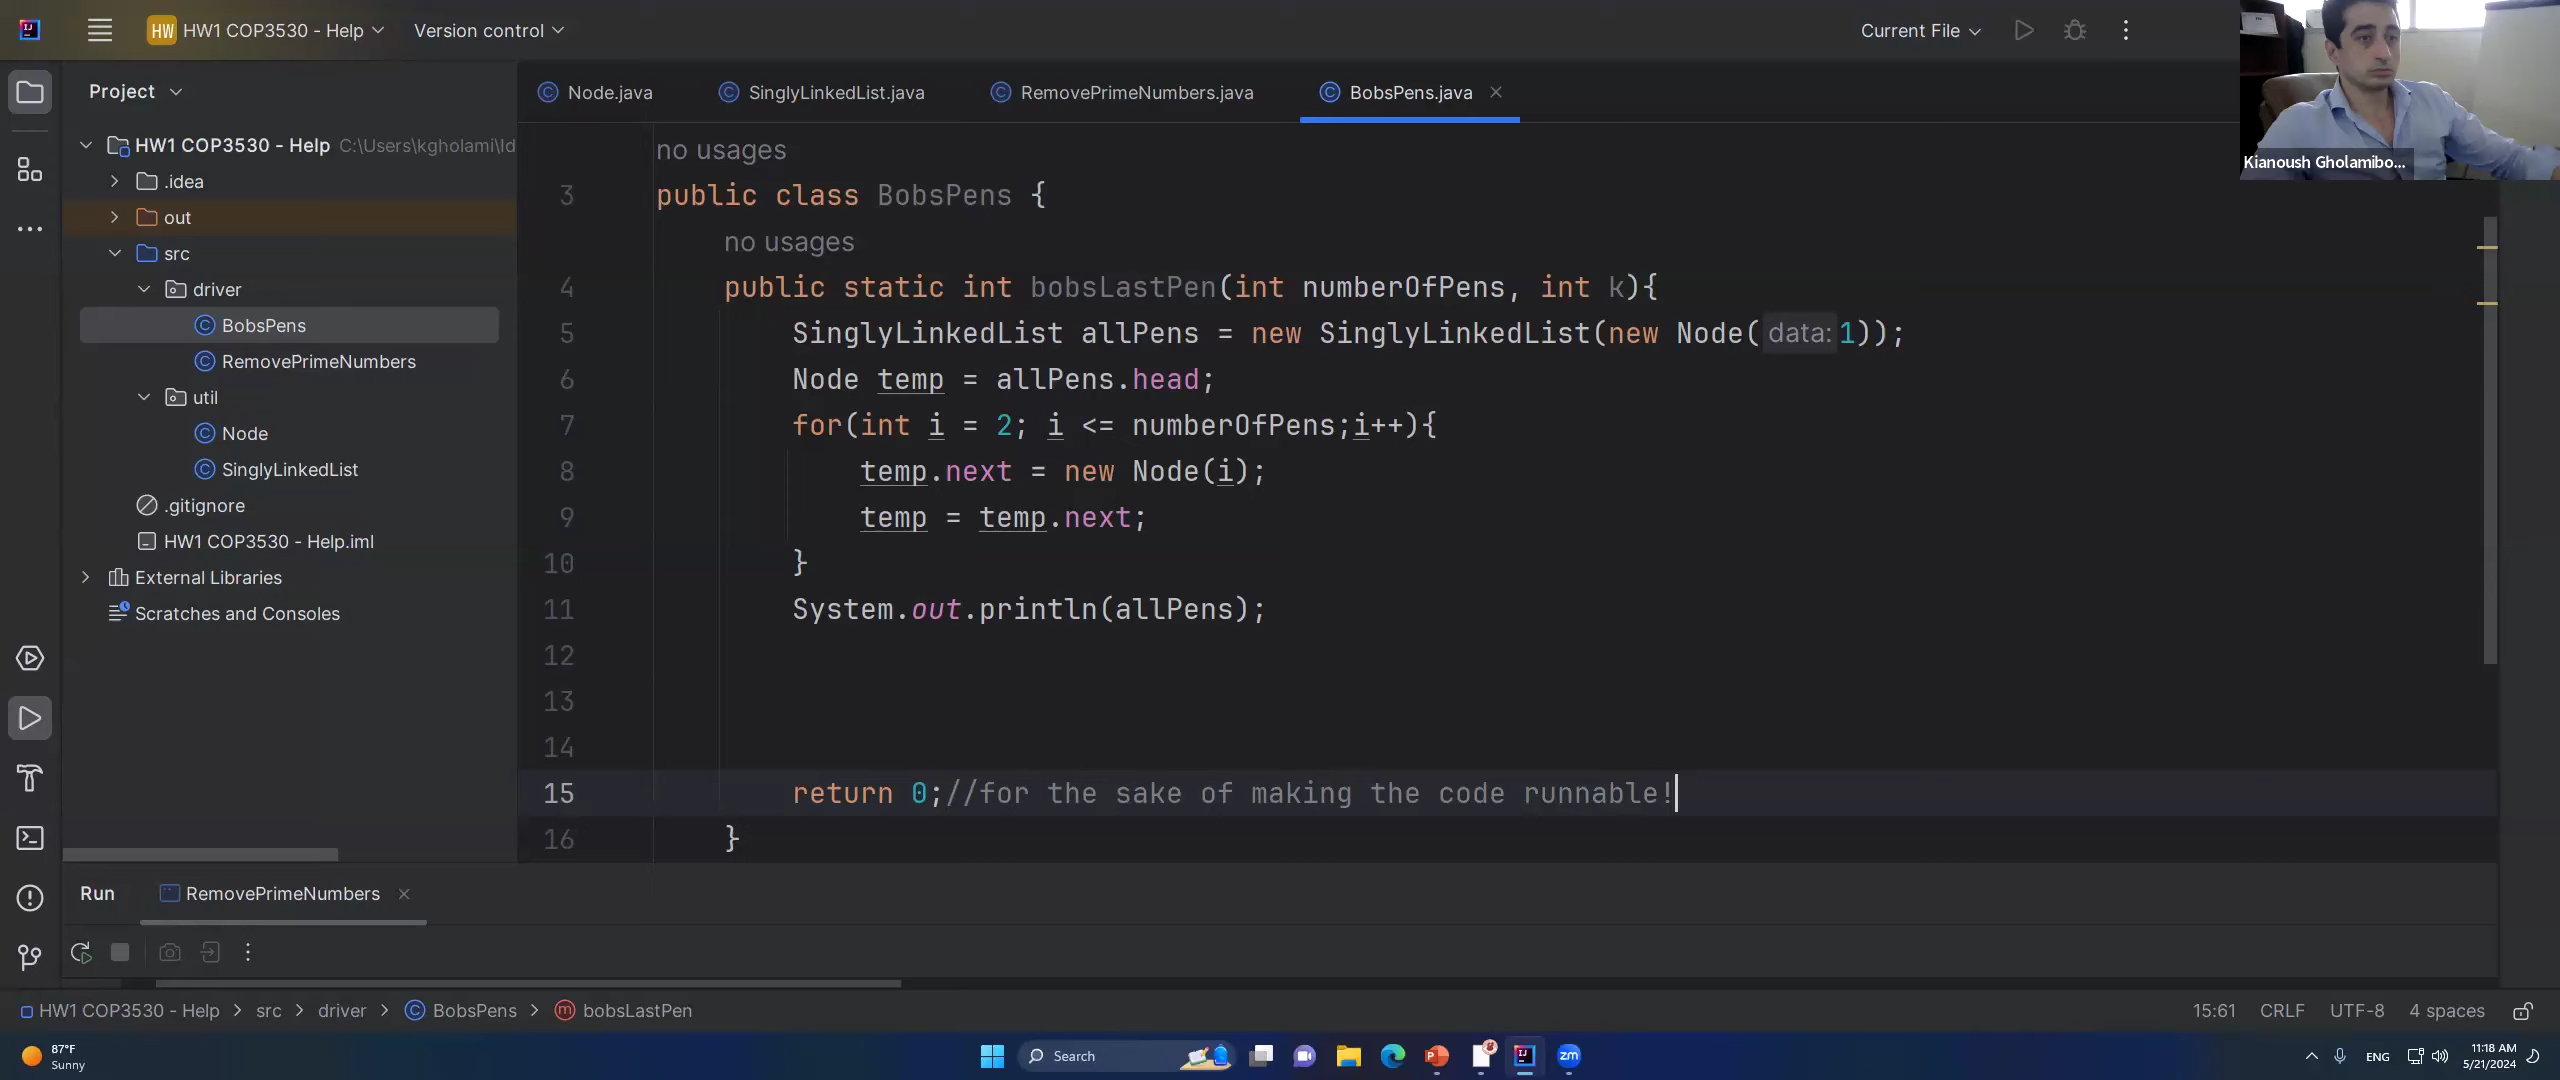 HW HW1 COP3530 - Help Version control Current File
Project
Node.java SinglyLinkedList.java RemovePrimeNumbers.java BobsPens.java
HW1 COP3530 - Help C:\Users\kgholami\Id
.idea
out
src
driver
BobsPens
RemovePrimeNumbers
util
Node
SinglyLinkedList
.gitignore
HW1 COP3530 - Help.iml
External Libraries
Scratches and Consoles
no usages
3 public class BobsPens {
no usages
4 public static int bobsLastPen(int numberOfPens, int k){
5 SinglyLinkedList allPens = new SinglyLinkedList(new Node( data: 1));
6 Node temp = allPens.head;
7 for(int i = 2; i <= numberOfPens;i++){
8 temp.next = new Node(i);
9 temp = temp.next;
10 }
11 System.out.println(allPens);
12
13
14
15 return 0;//for the sake of making the code runnable!
16 }
Kianoush Gholamibo...
Run RemovePrimeNumbers
HW1 COP3530 - Help > src > driver > BobsPens > bobsLastPen 15:61 CRLF UTF-8 4 spaces
87°F
Sunny
Search
ENG
11:18 AM
5/21/2024